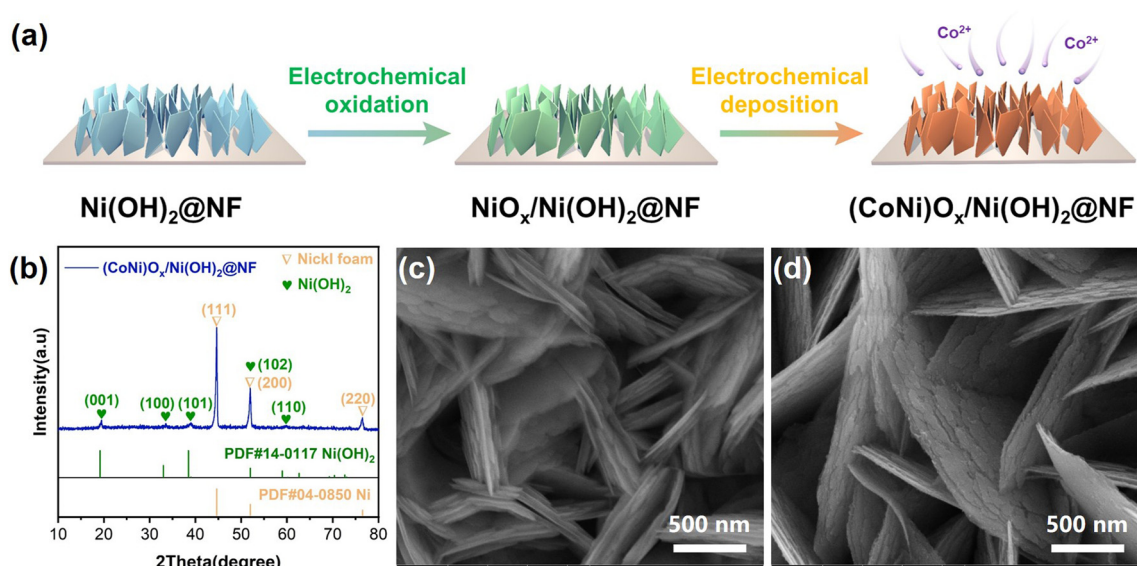 (a)
Electrochemical
oxidation
Electrochemical
deposition
Co²⁺
Co²⁺
Ni(OH)₂@NF
NiOₓ/Ni(OH)₂@NF
(CoNi)Oₓ/Ni(OH)₂@NF
(b)
(CoNi)Oₓ/Ni(OH)₂@NF
▽ Nickl foam
♥ Ni(OH)₂
(111)
♥ (102)
▽ (200)
(220)
(001)
(100)
(101)
(110)
PDF#14-0117 Ni(OH)₂
PDF#04-0850 Ni
Intensity(a.u)
10 20 30 40 50 60 70 80
2Theta(degree)
(c)
500 nm
(d)
500 nm